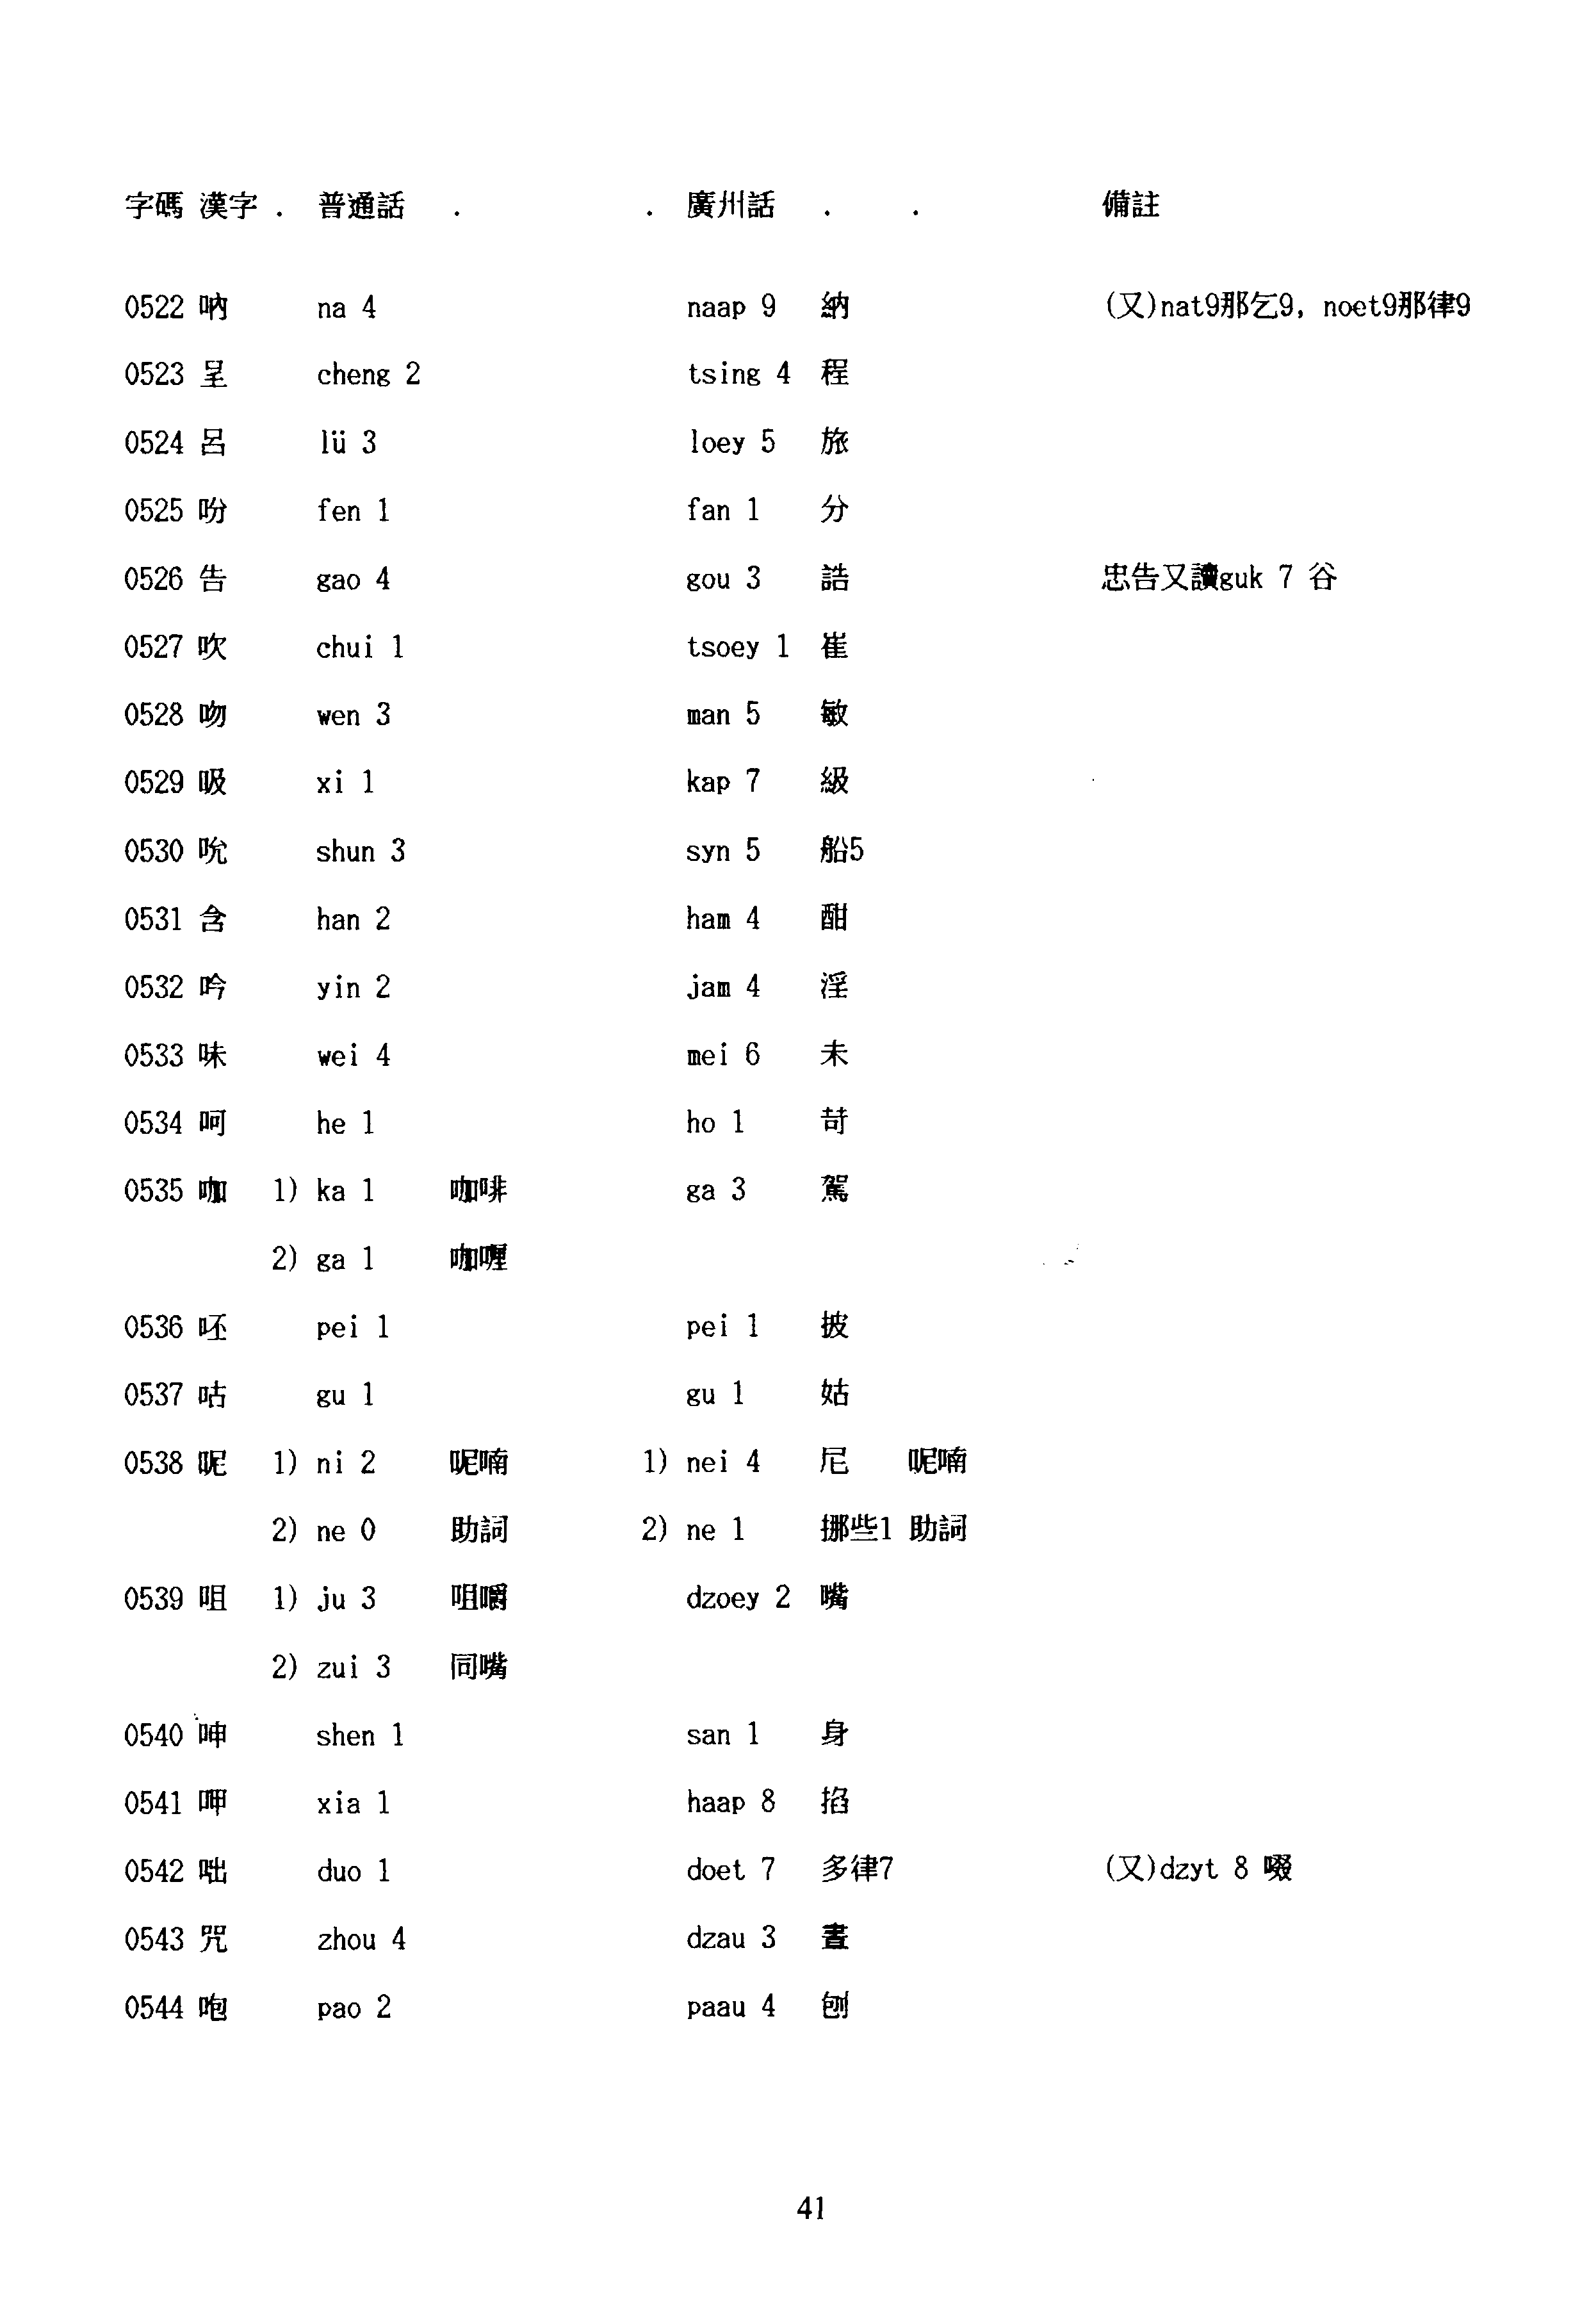 字碼 漢字 . 普通話 . . 廣州話 . . 備註
0522 吶 na 4 naap 9 納 (又)nat9那乞9, noet9那律9
0523 呈 cheng 2 tsing 4 程
0524 呂 lü 3 loey 5 旅
0525 吩 fen 1 fan 1 分
0526 告 gao 4 gou 3 誥 忠告又讀guk 7 谷
0527 吹 chui 1 tsoey 1 崔
0528 吻 wen 3 man 5 敏
0529 吸 xi 1 kap 7 級
0530 吮 shun 3 syn 5 船5
0531 含 han 2 ham 4 酣
0532 吟 yin 2 jam 4 淫
0533 味 wei 4 mei 6 未
0534 呵 he 1 ho 1 苛
0535 咖 1) ka 1 咖啡 ga 3 駕
2) ga 1 咖喱
0536 呸 pei 1 pei 1 披
0537 咕 gu 1 gu 1 姑
0538 呢 1) ni 2 呢喃 1) nei 4 尼 呢喃
2) ne 0 助詞 2) ne 1 挪些1 助詞
0539 咀 1) ju 3 咀嚼 dzoey 2 嘴
2) zui 3 同嘴
0540 呻 shen 1 san 1 身
0541 呷 xia 1 haap 8 掐
0542 咄 duo 1 doet 7 多律7 (又)dzyt 8 啜
0543 咒 zhou 4 dzau 3 晝
0544 咆 pao 2 paau 4 刨
41